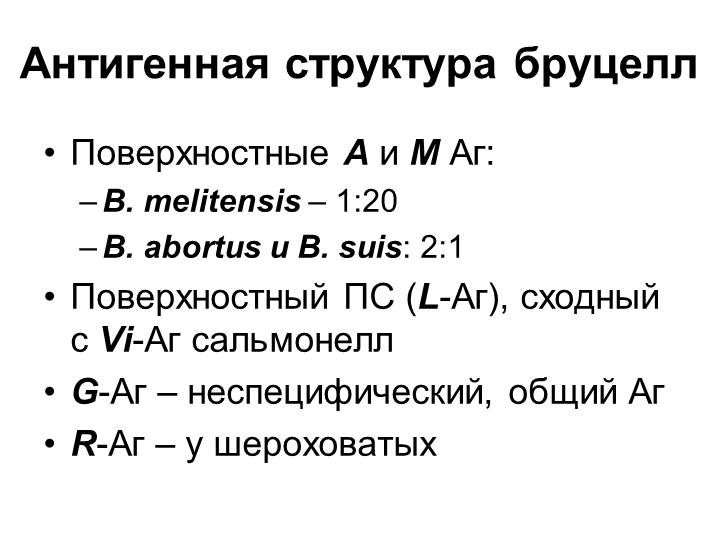 Антигенная структура бруцелл
• Поверхностные A и M Аг:
– B. melitensis – 1:20
– B. abortus и B. suis: 2:1
• Поверхностный ПС (L-Аг), сходный
с Vi-Аг сальмонелл
• G-Аг – неспецифический, общий Аг
• R-Аг – у шероховатых